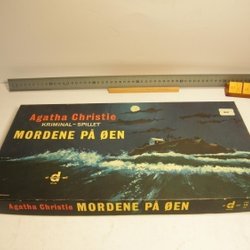 Agatha Christie
KRIMINAL-SPILLET
MORDENE PÅ ØEN
d
Agatha Christie MORDENE PÅ ØEN
d